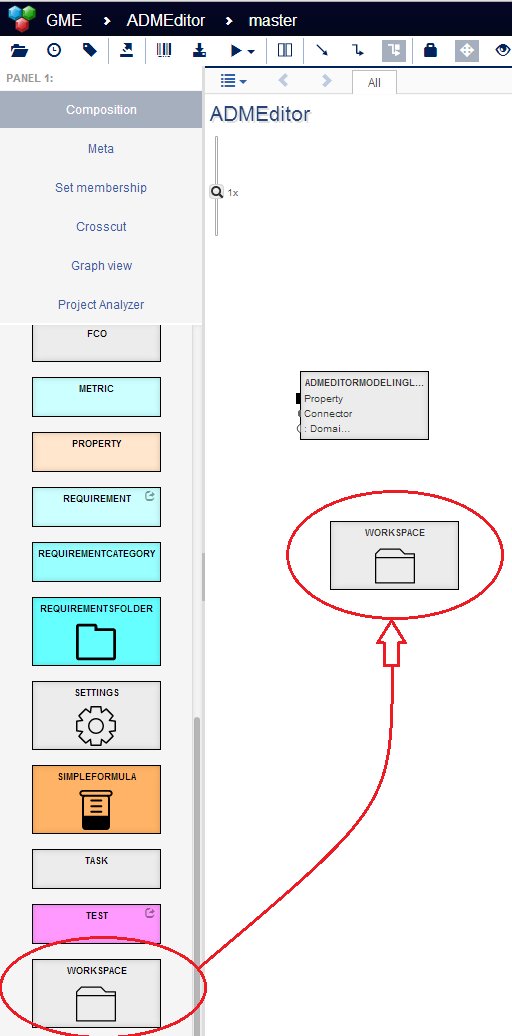 GME > ADMEditor > master
PANEL 1:
Composition
Meta
Set membership
Crosscut
Graph view
Project Analyzer
FCO
METRIC
PROPERTY
REQUIREMENT
REQUIREMENTCATEGORY
REQUIREMENTSFOLDER
SETTINGS
SIMPLEFORMULA
TASK
TEST
WORKSPACE
All
ADMEditor
1x
ADMEDITORMODELINGL...
Property
Connector
: Domai...
WORKSPACE